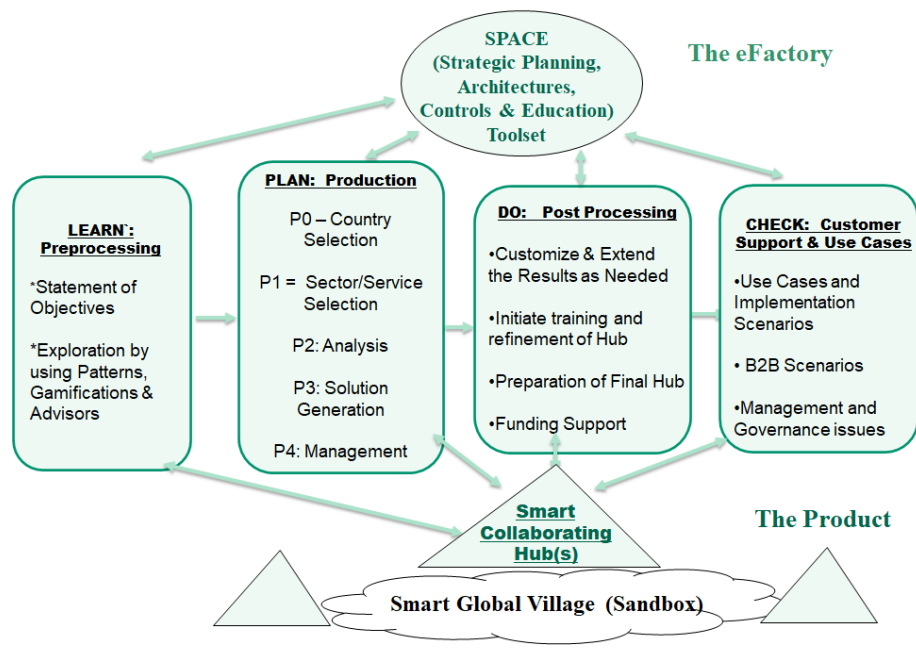 SPACE
(Strategic Planning,
Architectures,
Controls & Education)
Toolset
The eFactory
LEARN`:
Preprocessing
*Statement of
Objectives
*Exploration by
using Patterns,
Gamifications &
Advisors
PLAN:  Production
P0 – Country
Selection
P1 =  Sector/Service
Selection
P2: Analysis
P3: Solution
Generation
P4: Management
DO:   Post Processing
•Customize & Extend
the Results as Needed
•Initiate training and
refinement of Hub
•Preparation of Final Hub
•Funding Support
CHECK:  Customer
Support & Use Cases
•Use Cases and
Implementation
Scenarios
• B2B Scenarios
•Management and
Governance issues
Smart
Collaborating
Hub(s)
The Product
Smart Global Village  (Sandbox)